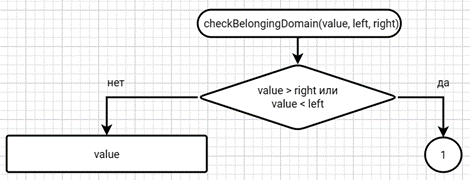 checkBelongingDomain(value, left, right)
нет
да
value > right или
value < left
value
1